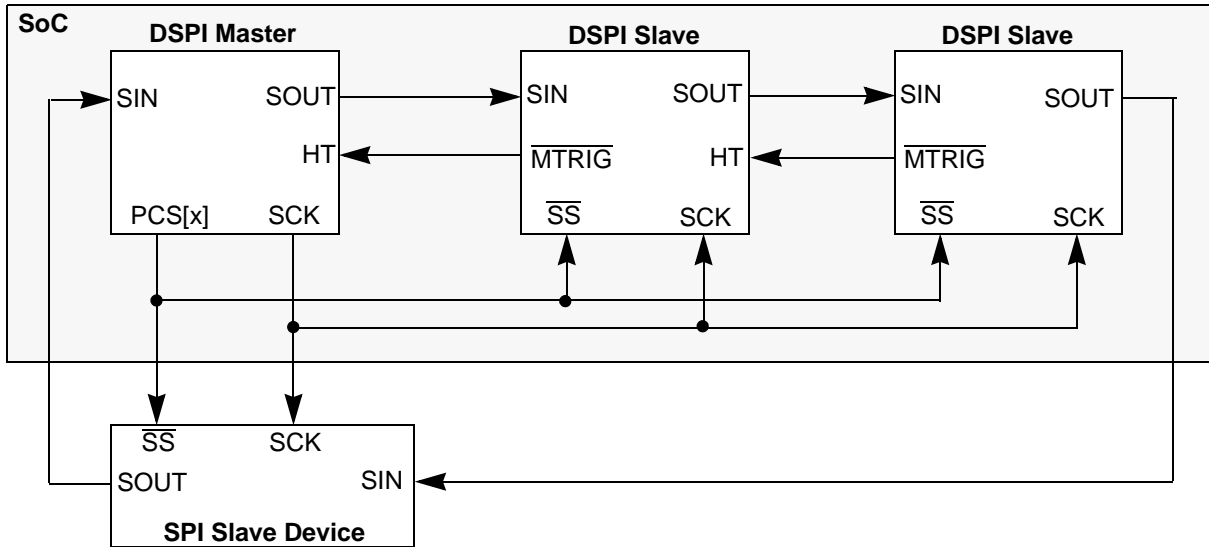 SoC
DSPI Master
DSPI Slave
DSPI Slave
SIN
SOUT
SIN
SOUT
SIN
SOUT
HT
MTRIG
HT
MTRIG
PCS[x]
SCK
SS
SCK
SS
SCK
SS
SCK
SOUT
SIN
SPI Slave Device